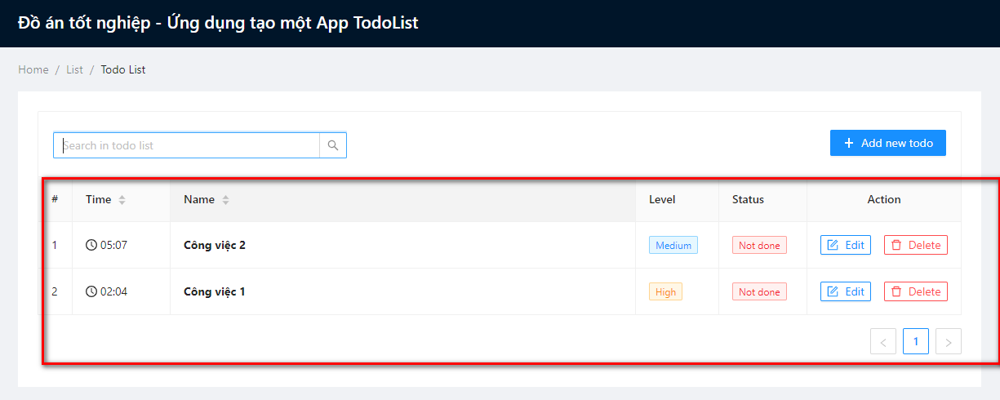 Đồ án tốt nghiệp - Ứng dụng tạo một App TodoList
Home / List / Todo List
Search in todo list
Add new todo
# Time Name Level Status Action
1 05:07 Công việc 2 Medium Not done Edit Delete
2 02:04 Công việc 1 High Not done Edit Delete
< 1 >